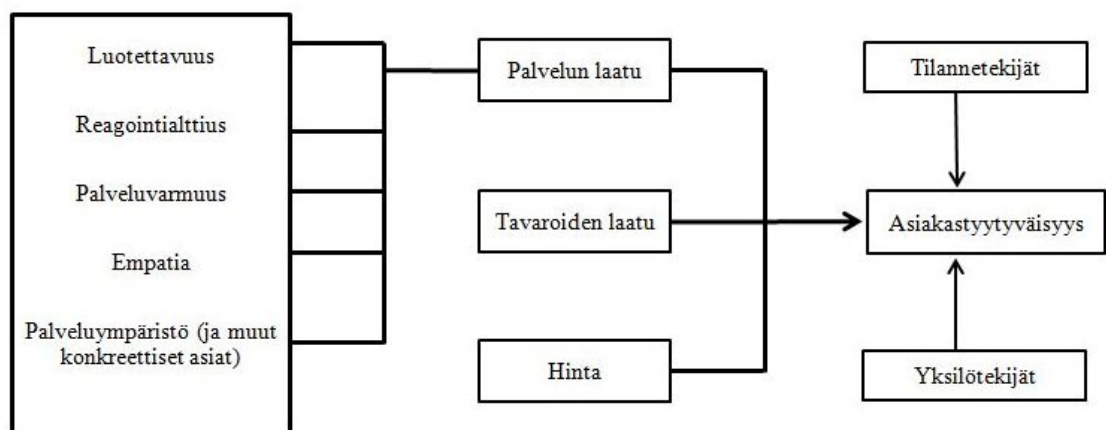 Luotettavuus
Reagointialttius
Palveluvarmuus
Empatia
Palveluympäristö (ja muut
konkreettiset asiat)
Palvelun laatu
Tavaroiden laatu
Hinta
Tilannetekijät
Asiakastyytyväisyys
Yksilötekijät